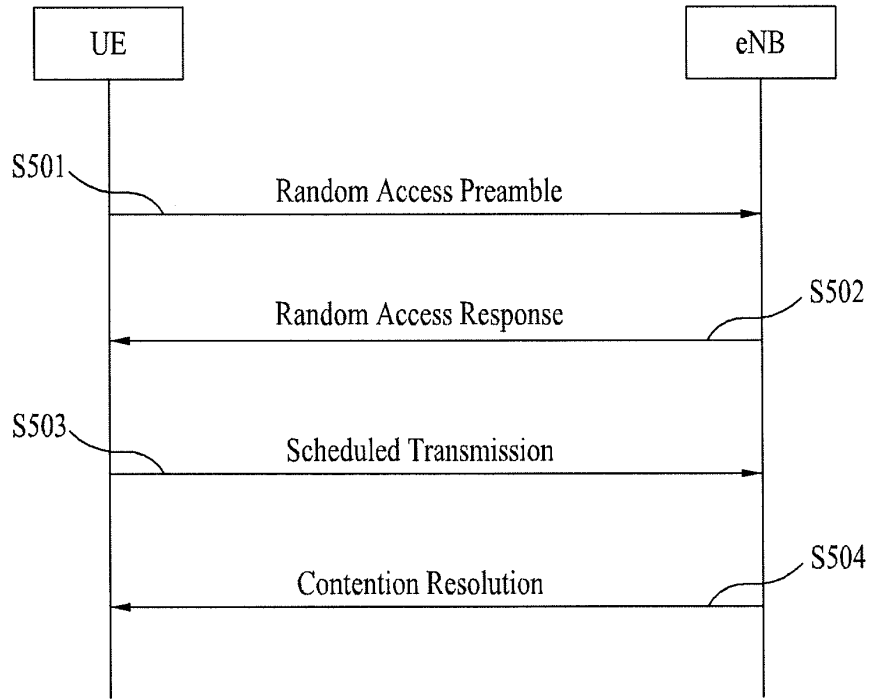 UE
eNB
S501
Random Access Preamble
S502
Random Access Response
S503
Scheduled Transmission
S504
Contention Resolution